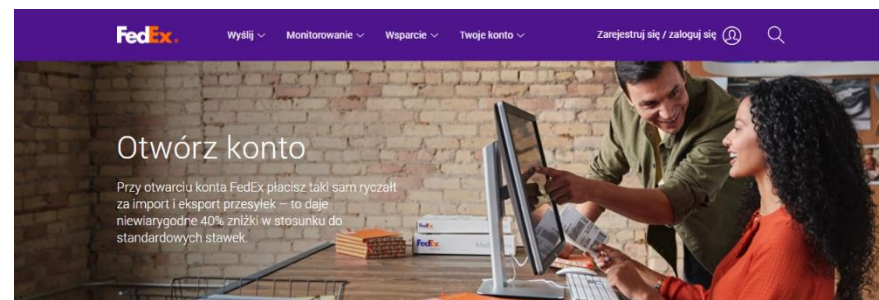 FedEx.
Wyślij
Monitorowanie
Wsparcie
Twoje konto
Zarejestruj się / zaloguj się
Otwórz konto
Przy otwarciu konta FedEx płacisz taki sam ryczałt
za import i eksport przesyłek – to daje
niewiarygodne 40% zniżki w stosunku do
standardowych stawek.
FedEx
FedEx